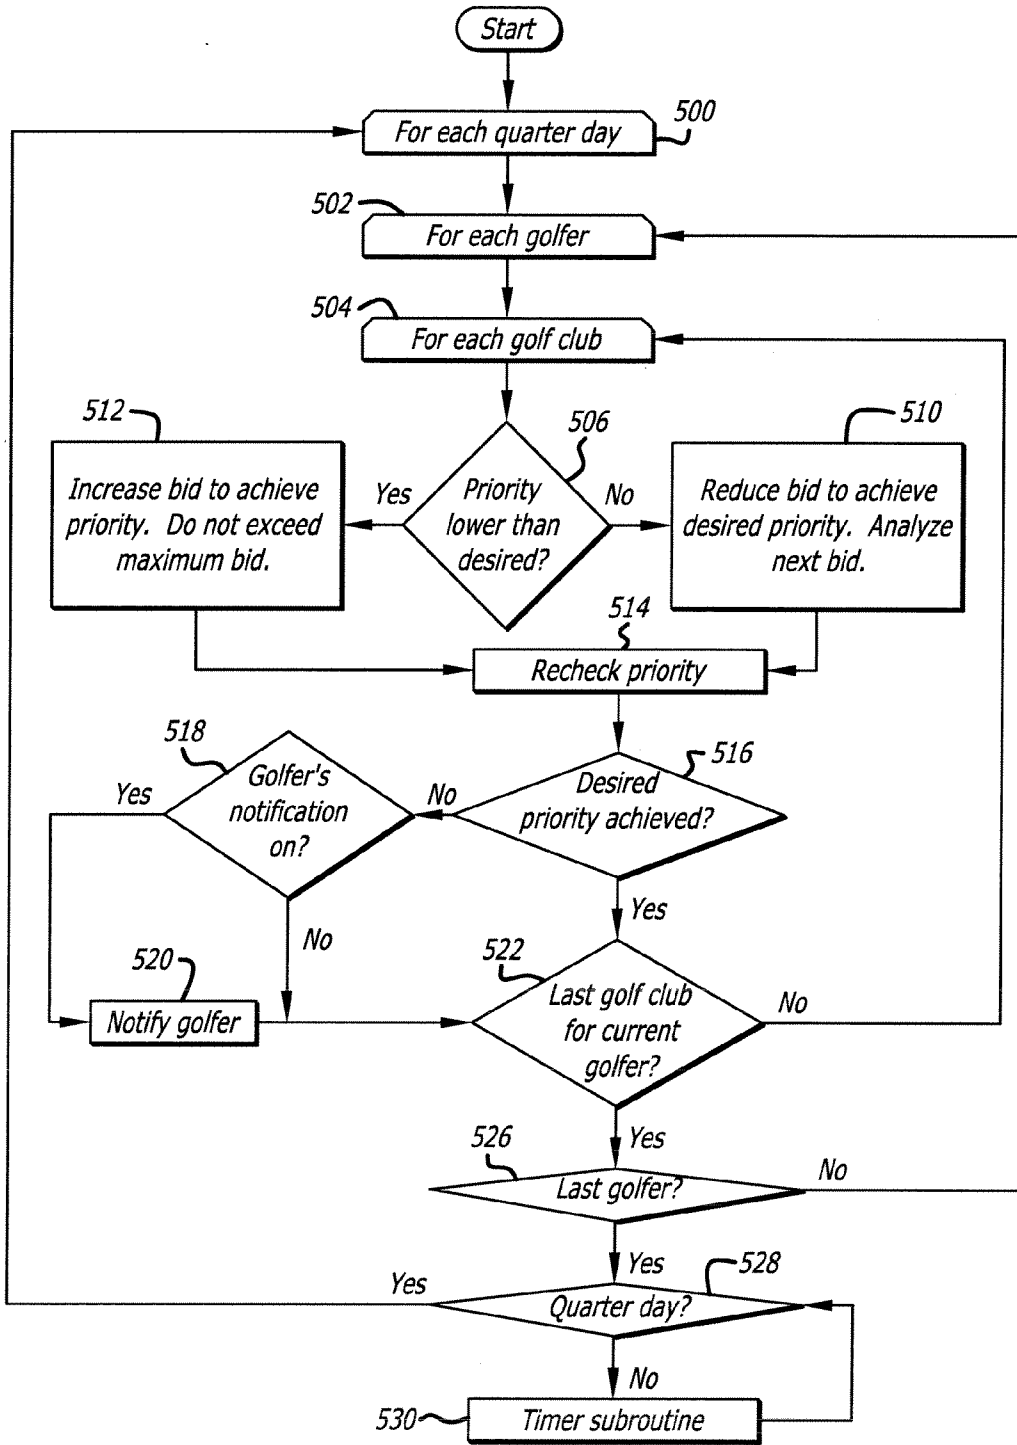 Start
For each quarter day
500
502
For each golfer
504
For each golf club
512
506
510
Increase bid to achieve
priority. Do not exceed
maximum bid.
Yes
Priority
lower than
desired?
No
Reduce bid to achieve
desired priority. Analyze
next bid.
514
Recheck priority
518
Golfer's
notification
on?
Yes
No
516
Desired
priority achieved?
No
Yes
520
Notify golfer
522
Last golf club
for current
golfer?
No
Yes
526
Last golfer?
No
Yes
528
Quarter day?
Yes
No
530
Timer subroutine